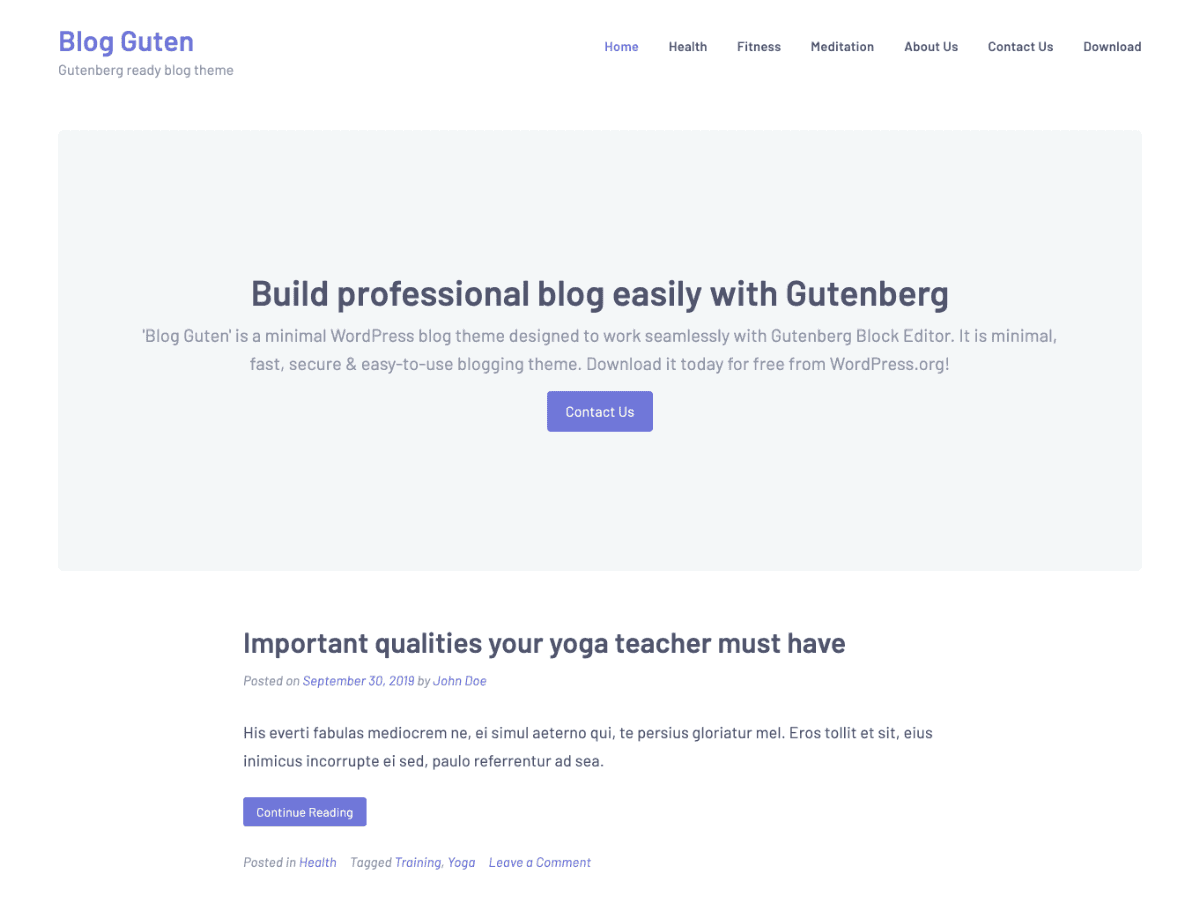 Blog Guten
Gutenberg ready blog theme
Home Health Fitness Meditation About Us Contact Us Download
Build professional blog easily with Gutenberg
'Blog Guten' is a minimal WordPress blog theme designed to work seamlessly with Gutenberg Block Editor. It is minimal,
fast, secure & easy-to-use blogging theme. Download it today for free from WordPress.org!
Contact Us
Important qualities your yoga teacher must have
Posted on September 30, 2019 by John Doe
His everti fabulas mediocrem ne, ei simul aeterno qui, te persius gloriatur mel. Eros tollit et sit, eius
inimicus incorrupte ei sed, paulo referrentur ad sea.
Continue Reading
Posted in Health Tagged Training, Yoga Leave a Comment